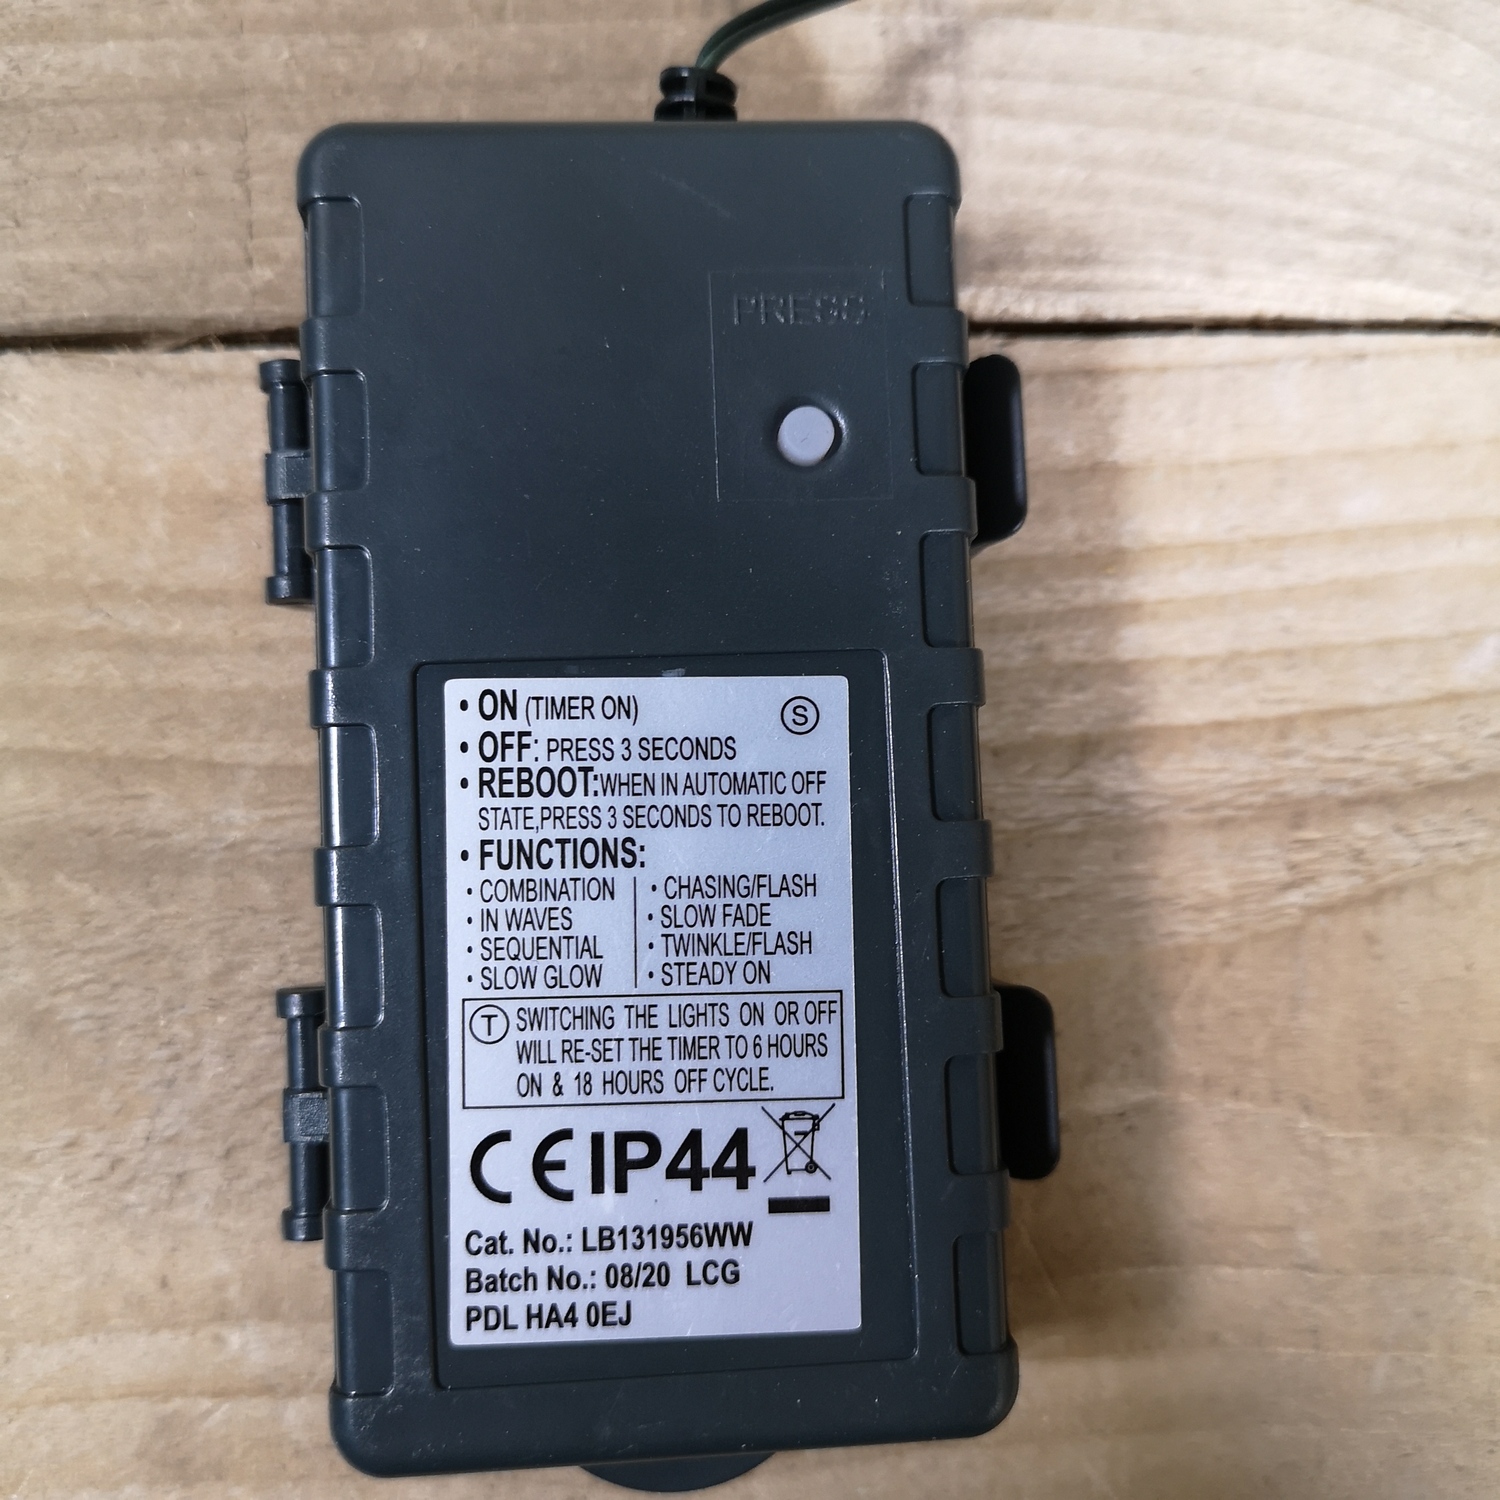 PRESS
• ON (TIMER ON) Ⓢ
• OFF: PRESS 3 SECONDS
• REBOOT:WHEN IN AUTOMATIC OFF
STATE,PRESS 3 SECONDS TO REBOOT.
• FUNCTIONS:
• COMBINATION
• IN WAVES
• SEQUENTIAL
• SLOW GLOW
• CHASING/FLASH
• SLOW FADE
• TWINKLE/FLASH
• STEADY ON
Ⓣ SWITCHING THE LIGHTS ON OR OFF
WILL RE-SET THE TIMER TO 6 HOURS
ON & 18 HOURS OFF CYCLE.
CE IP44
Cat. No.: LB131956WW
Batch No.: 08/20 LCG
PDL HA4 0EJ